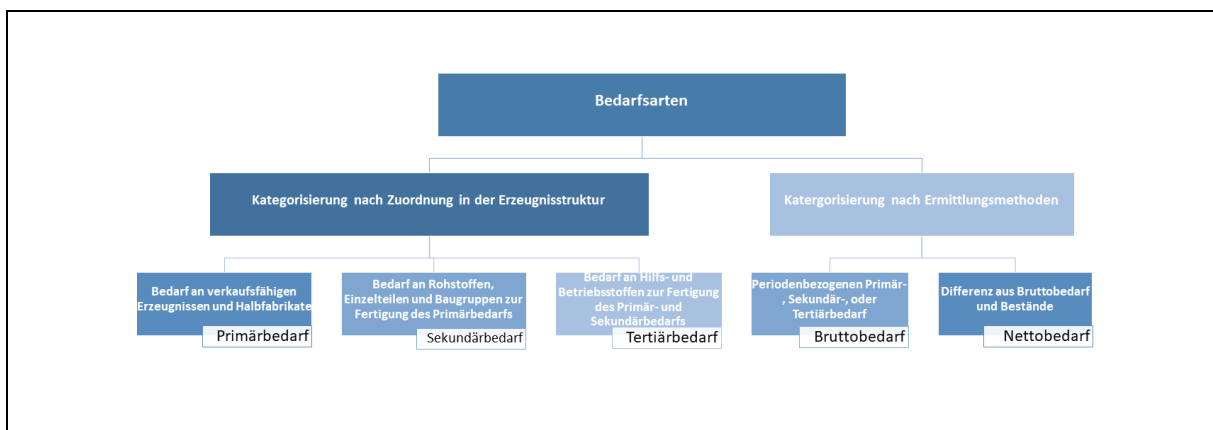 Bedarfsarten
Kategorisierung nach Zuordnung in der Erzeugnisstruktur
Katergorisierung nach Ermittlungsmethoden
Bedarf an verkaufsfähigen
Erzeugnissen und Halbfabrikate
Primärbedarf
Bedarf an Rohstoffen,
Einzelteilen und Baugruppen zur
Fertigung des Primärbedarfs
Sekundärbedarf
Bedarf an Hilfs- und
Betriebsstoffen zur Fertigung
des Primär- und
Sekundärbedarfs
Tertiärbedarf
Periodenbezogenen Primär-
, Sekundär-, oder
Tertiärbedarf
Bruttobedarf
Differenz aus Bruttobedarf
und Bestände
Nettobedarf